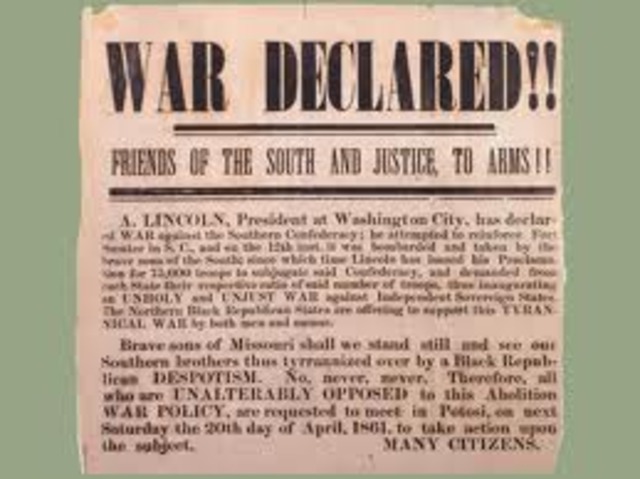 WAR DECLARED!!
FRIENDS OF THE SOUTH AND JUSTICE, TO ARMS!!
A. LINCOLN, President at Washington City, has declar-
ed WAR against the Southern Confederacy; he attempted to reinforce Fort
Sumter in S. C., and on the 12th inst. it was bombarded and taken by the
brave sons of the South; since which time Lincoln has issued his Proclama-
tion for 75,000 troops to subjugate said Confederacy, and demanded from
each State their respective ratio of said number of troops, thus inaugurating
an UNHOLY and UNJUST WAR against Independent Sovereign States.
The Northern Black Republican States are offering to support this TYRAN-
NICAL WAR by both men and money.
Brave sons of Missouri shall we stand still and see our
Southern brothers thus tyrannized over by a Black Repub-
lican DESPOTISM. No, never, never. Therefore, all
who are UNALTERABLY OPPOSED to this Abolition
WAR POLICY, are requested to meet in Potosi, on next
Saturday the 20th day of April, 1861, to take action upon
the subject. MANY CITIZENS.